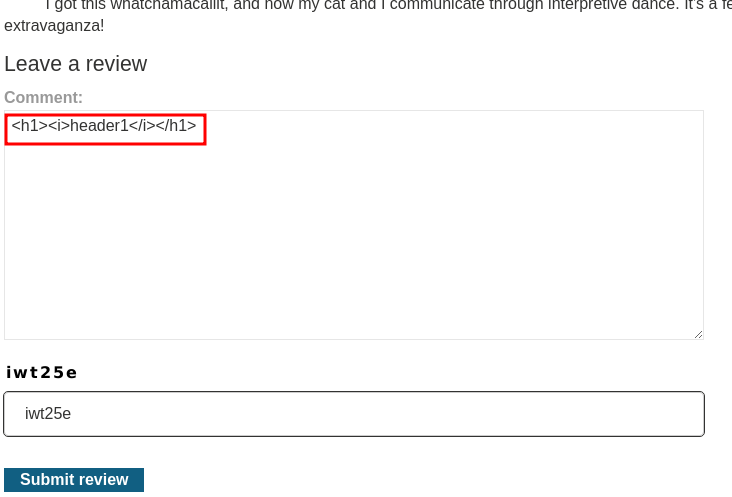 I got this whatchamacallit, and now my cat and I communicate through interpretive dance. It's a fe
extravaganza!
Leave a review
Comment:
<h1><i>header1</i></h1>
iwt25e
iwt25e
Submit review